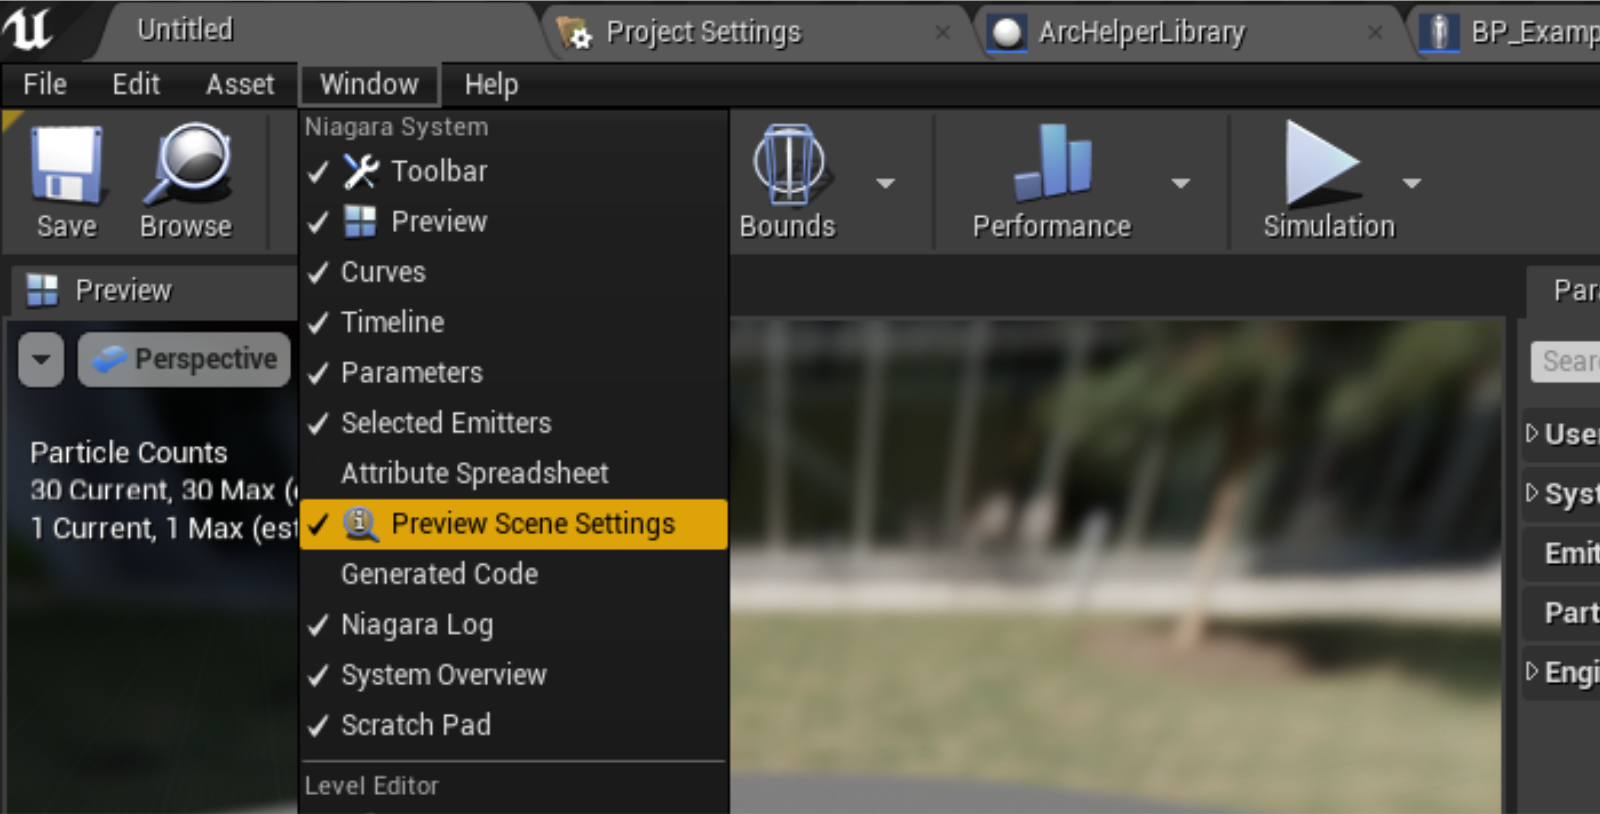 Untitled
Project Settings
ArcHelperLibrary
BP_Examp
File Edit Asset Window Help
Niagara System
Toolbar
Preview
Curves
Timeline
Parameters
Selected Emitters
Attribute Spreadsheet
Preview Scene Settings
Generated Code
Niagara Log
System Overview
Scratch Pad
Level Editor
Save
Browse
Bounds
Performance
Simulation
Preview
Perspective
Particle Counts
30 Current, 30 Max (
1 Current, 1 Max (est
Par
Sear
User
Syst
Emit
Part
Engi